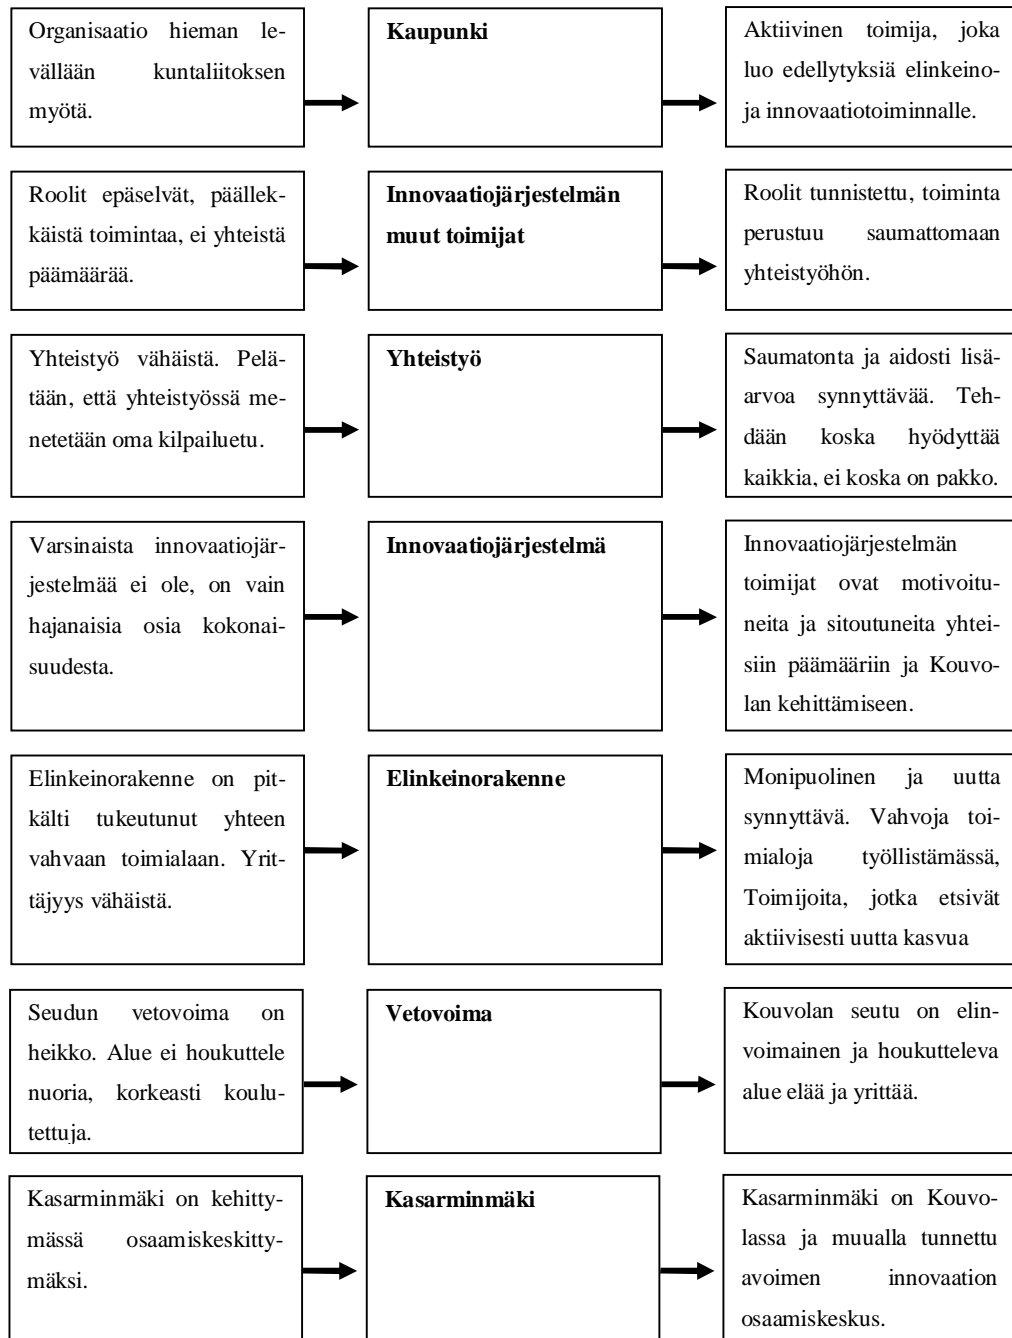 Organisaatio hieman le-
vällään kuntaliitoksen
myötä.
Kaupunki
Aktiivinen toimija, joka
luo edellytyksiä elinkeino-
ja innovaatiotoiminnalle.
Roolit epäselvät, päällek-
käistä toimintaa, ei yhteistä
päämäärää.
Innovaatiojärjestelmän
muut toimijat
Roolit tunnistettu, toiminta
perustuu saumattomaan
yhteistyöhön.
Yhteistyö vähäistä. Pelä-
tään, että yhteistyössä me-
netetään oma kilpailuetu.
Yhteistyö
Saumatonta ja aidosti lisä-
arvoa synnyttävää. Teh-
dään koska hyödyttää
kaikkia, ei koska on pakko.
Varsinaista innovaatiojär-
jestelmää ei ole, on vain
hajanaisia osia kokonai-
suudesta.
Innovaatiojärjestelmä
Innovaatiojärjestelmän
toimijat ovat motivoitu-
neita ja sitoutuneita yhtei-
siin päämääriin ja Kouvo-
lan kehittämiseen.
Elinkeinorakenne on pit-
kälti tukeutunut yhteen
vahvaan toimialaan. Yrit-
täjyys vähäistä.
Elinkeinorakenne
Monipuolinen ja uutta
synnyttävä. Vahvoja toi-
mialoja työllistämässä,
Toimijoita, jotka etsivät
aktiivisesti uutta kasvua
Seudun vetovoima on
heikko. Alue ei houkuttele
nuoria, korkeasti koulu-
tettuja.
Vetovoima
Kouvolan seutu on elin-
voimainen ja houkutteleva
alue elää ja yrittää.
Kasarminmäki on kehitty-
mässä osaamiskeskitty-
mäksi.
Kasarminmäki
Kasarminmäki on Kouvo-
lassa ja muualla tunnettu
avoimen innovaation
osaamiskeskus.